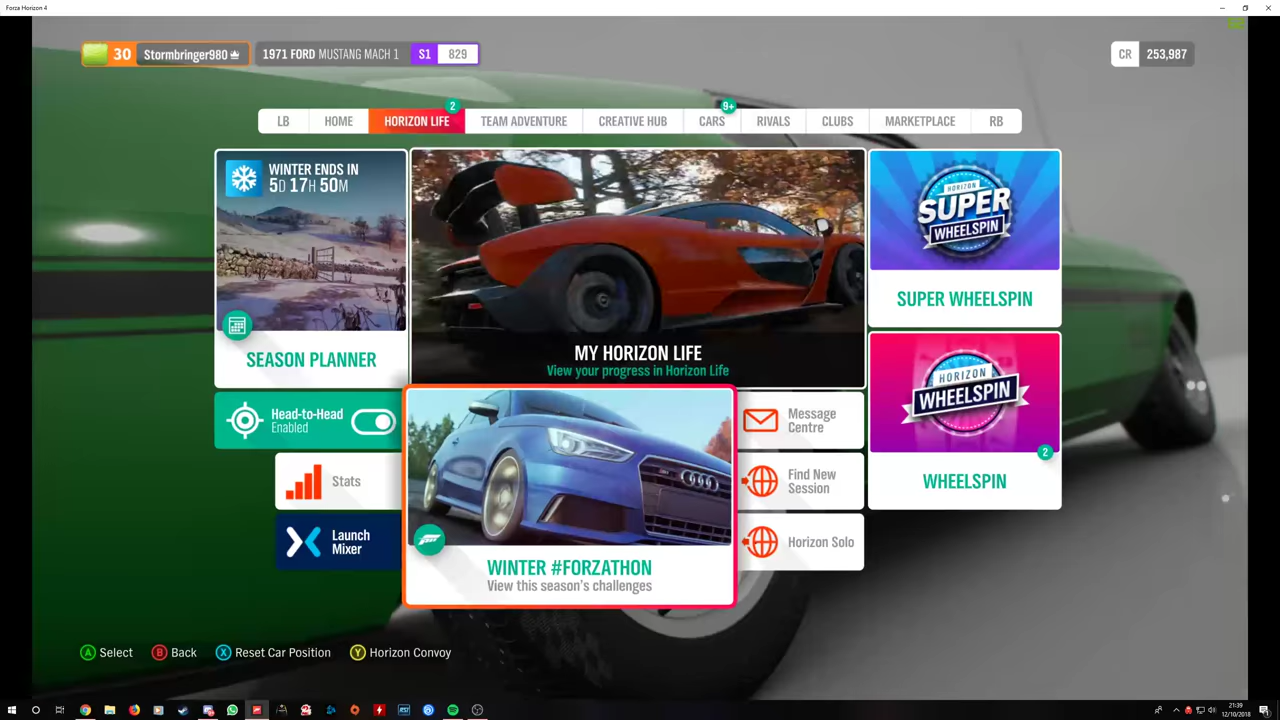 Forza Horizon 4
30 Stormbringer980
1971 FORD MUSTANG MACH 1 S1 829
CR 253,987
LB HOME HORIZON LIFE 2 TEAM ADVENTURE CREATIVE HUB CARS 9+ RIVALS CLUBS MARKETPLACE RB
WINTER ENDS IN
5D 17H 50M
SEASON PLANNER
MY HORIZON LIFE
View your progress in Horizon Life
HORIZON
SUPER
WHEELSPIN
SUPER WHEELSPIN
HORIZON
WHEELSPIN
2
WHEELSPIN
Head-to-Head
Enabled
Stats
Launch
Mixer
WINTER #FORZATHON
View this season's challenges
Message
Centre
Find New
Session
Horizon Solo
A Select B Back X Reset Car Position Y Horizon Convoy
21:39
12/10/2018